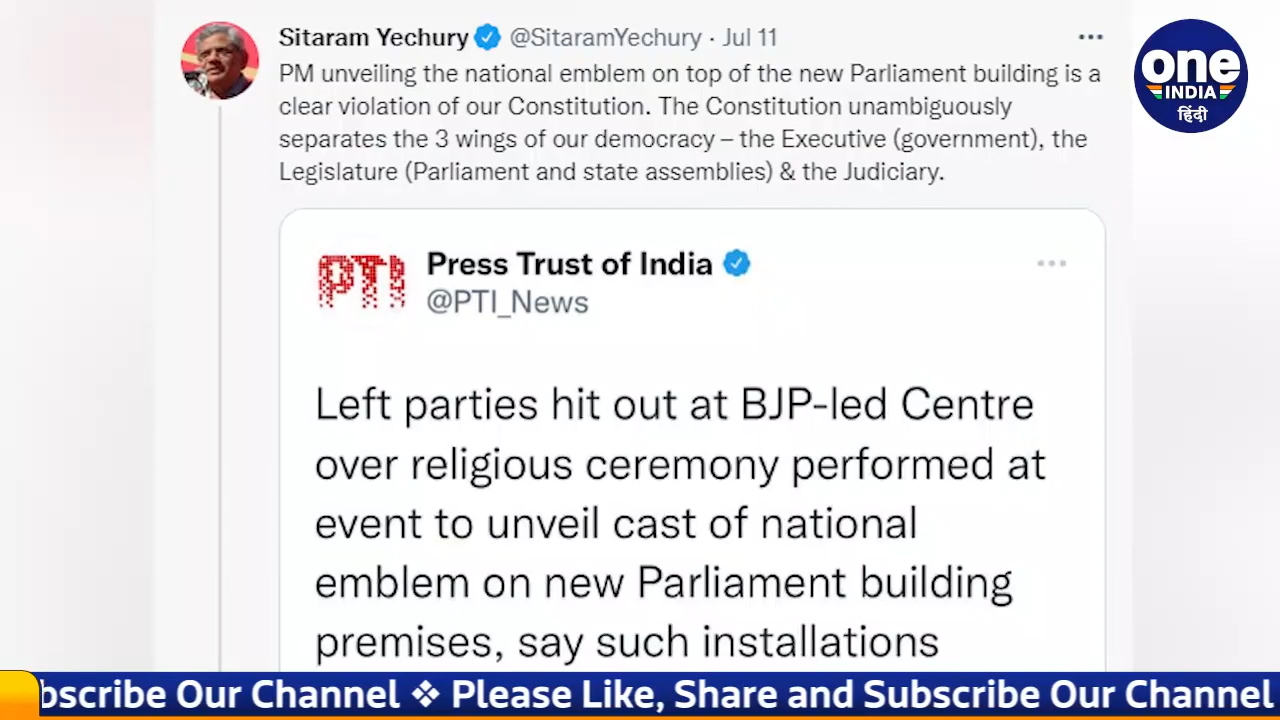 Sitaram Yechury @SitaramYechury · Jul 11
PM unveiling the national emblem on top of the new Parliament building is a
clear violation of our Constitution. The Constitution unambiguously
separates the 3 wings of our democracy – the Executive (government), the
Legislature (Parliament and state assemblies) & the Judiciary.
one
INDIA
हिंदी
PTI
Press Trust of India
@PTI_News
Left parties hit out at BJP-led Centre
over religious ceremony performed at
event to unveil cast of national
emblem on new Parliament building
premises, say such installations
bscribe Our Channel ❖ Please Like, Share and Subscribe Our Channel